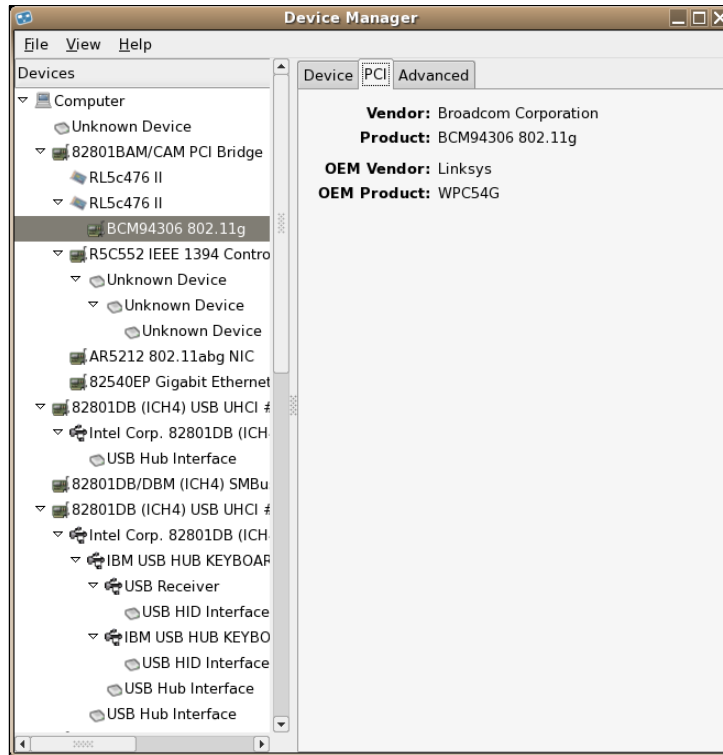 Device Manager
File View Help
Devices
Computer
Unknown Device
82801BAM/CAM PCI Bridge
RL5c476 II
RL5c476 II
BCM94306 802.11g
R5C552 IEEE 1394 Contro
Unknown Device
Unknown Device
Unknown Device
AR5212 802.11abg NIC
82540EP Gigabit Ethernet
82801DB (ICH4) USB UHCI #
Intel Corp. 82801DB (ICH
USB Hub Interface
82801DB/DBM (ICH4) SMBu
82801DB (ICH4) USB UHCI #
Intel Corp. 82801DB (ICH
IBM USB HUB KEYBOAR
USB Receiver
USB HID Interface
IBM USB HUB KEYBO
USB HID Interface
USB Hub Interface
USB Hub Interface
Device PCI Advanced
Vendor: Broadcom Corporation
Product: BCM94306 802.11g
OEM Vendor: Linksys
OEM Product: WPC54G